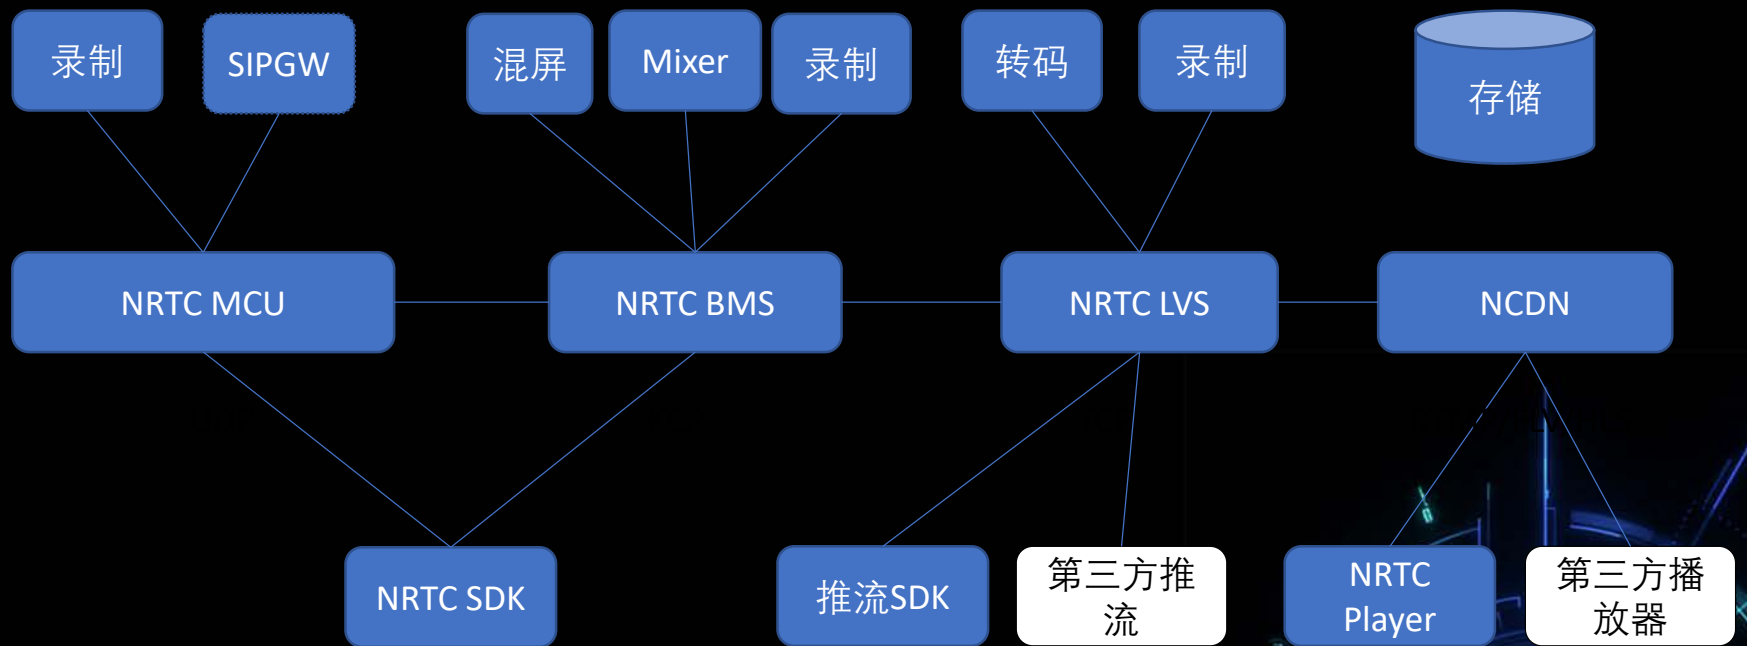 录制
SIPGW
混屏
Mixer
录制
转码
录制
存储
NRTC MCU
NRTC BMS
NRTC LVS
NCDN
NRTC SDK
推流SDK
第三方推
流
NRTC
Player
第三方播
放器